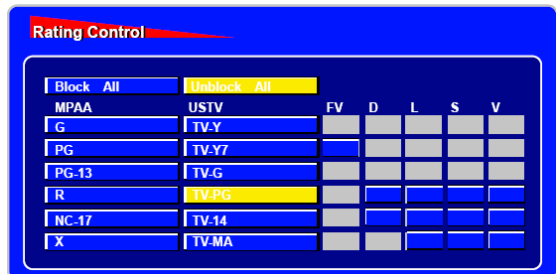 Rating Control
Block All Unblock All
MPAA USTV FV D L S V
G TV-Y
PG TV-Y7
PG-13 TV-G
R TV-PG
NC-17 TV-14
X TV-MA